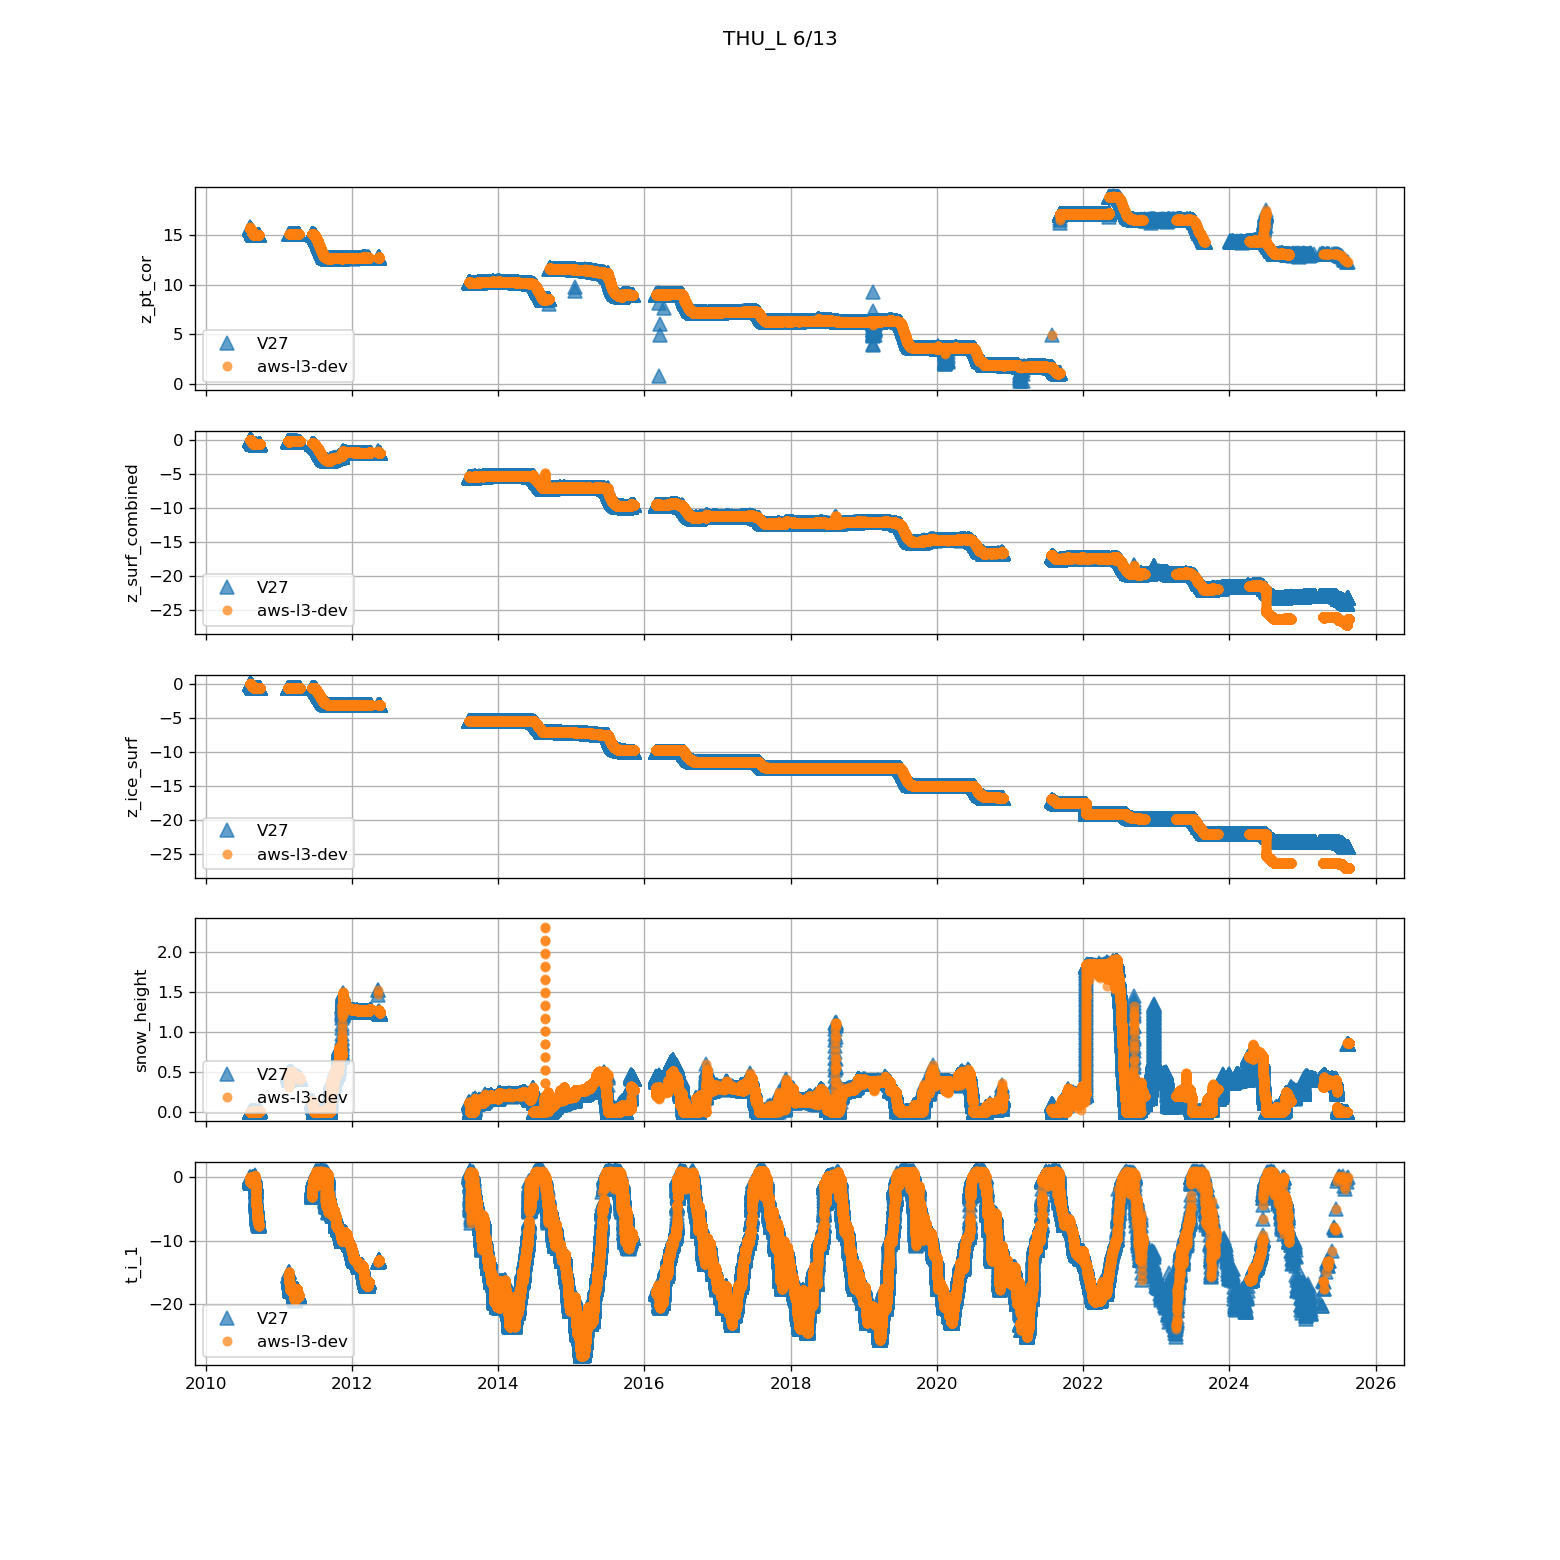 THU_L 6/13
z_pt_cor
15
10
5
0
V27
aws-l3-dev
z_surf_combined
0
−5
−10
−15
−20
−25
V27
aws-l3-dev
z_ice_surf
0
−5
−10
−15
−20
−25
V27
aws-l3-dev
snow_height
2.0
1.5
1.0
0.5
0.0
V27
aws-l3-dev
t_i_1
0
−10
−20
V27
aws-l3-dev
2010 2012 2014 2016 2018 2020 2022 2024 2026